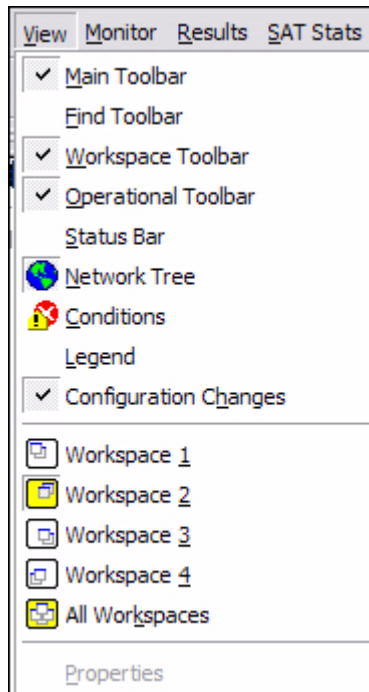 View Monitor Results SAT Stats
Main Toolbar
Find Toolbar
Workspace Toolbar
Operational Toolbar
Status Bar
Network Tree
Conditions
Legend
Configuration Changes
Workspace 1
Workspace 2
Workspace 3
Workspace 4
All Workspaces
Properties